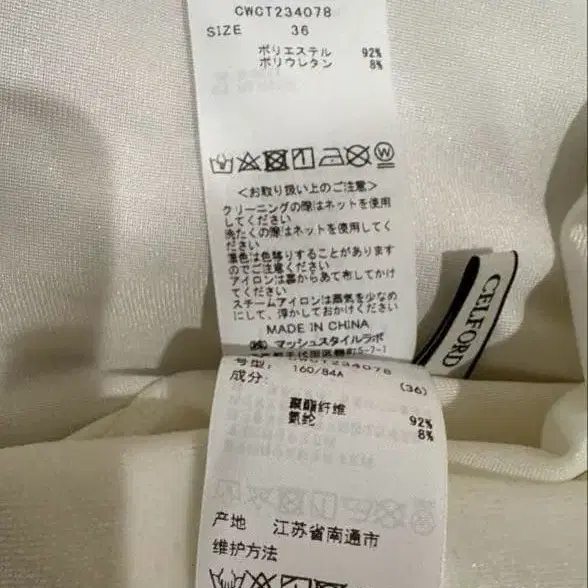 CWCT234078
SIZE 36
ポリエステル 92%
ポリウレタン 8%
<お取り扱い上のご注意>
クリーニングの際はネットを使用
してください
洗たくの際はネットを使用してく
ださい
濃色は色移りすることがあります
のでご注意ください
アイロンは裏からあて布してかけ
てください
スチームアイロンは蒸気を少なめ
にして、浮かしておかけください
MADE IN CHINA
(株)マッシュスタイルラボ
5-7-1
CELFORD
CWCT234078
号型: 160/84A (36)
成分:
聚酯纤维 92%
氨纶 8%
产地 江苏省南通市
维护方法